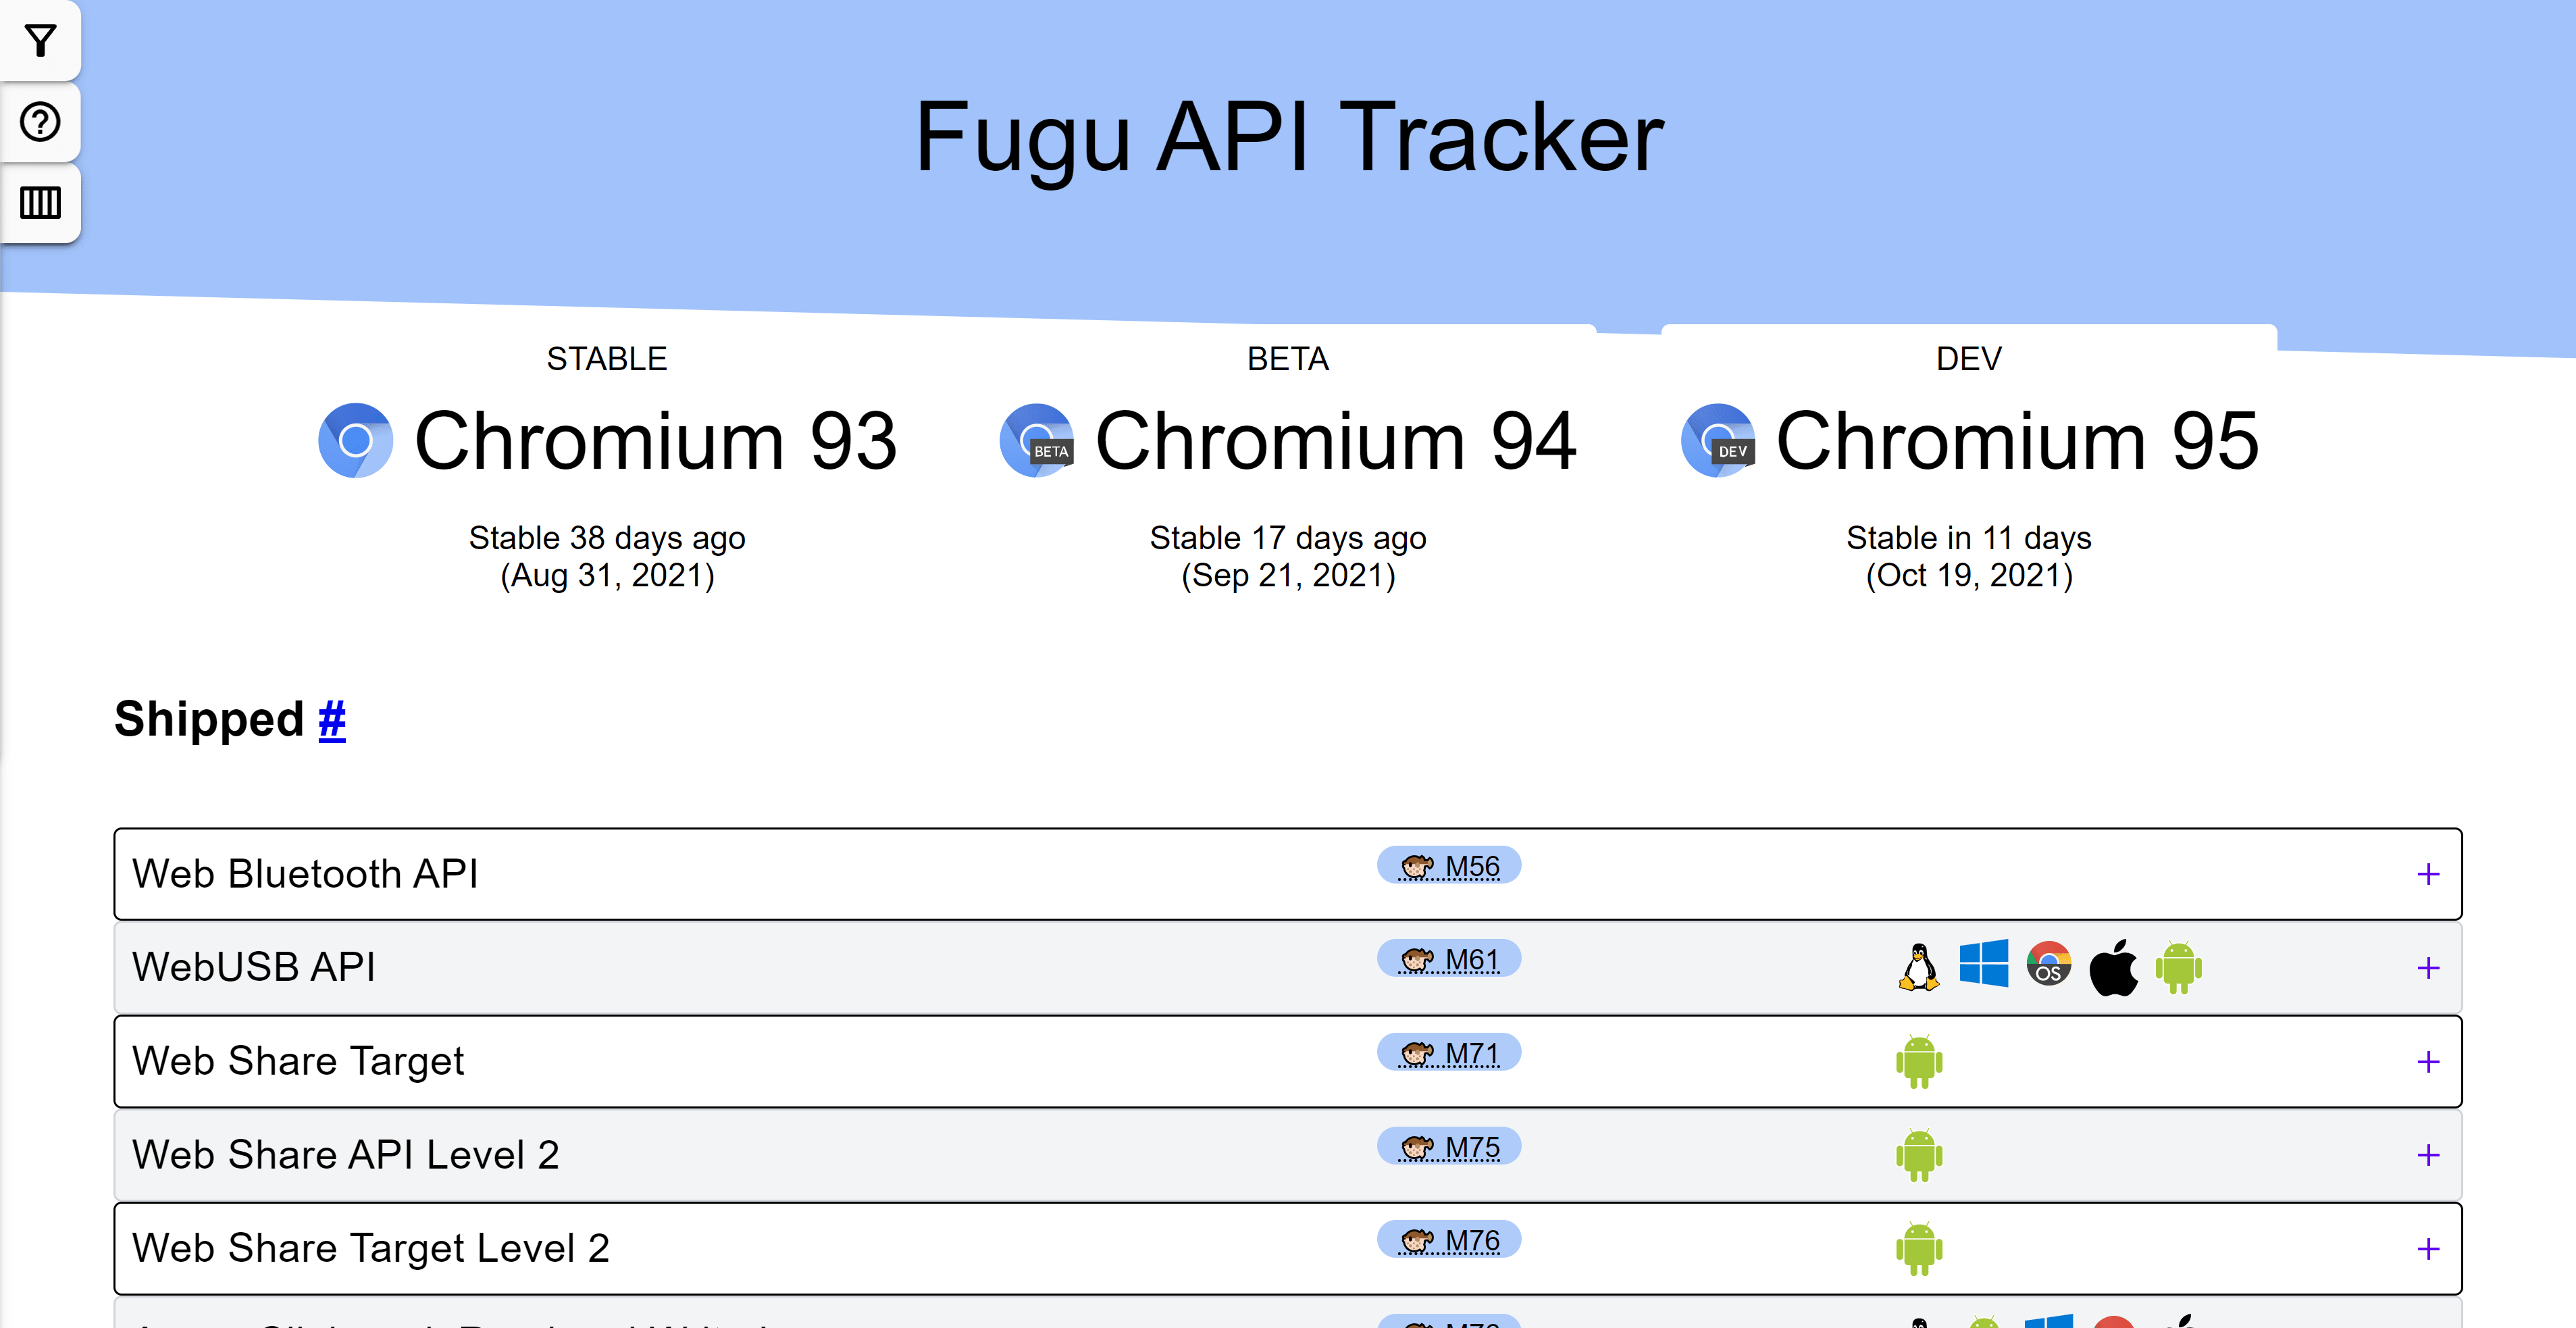 Fugu API Tracker
STABLE
Chromium 93
Stable 38 days ago
(Aug 31, 2021)
BETA
BETA
Chromium 94
Stable 17 days ago
(Sep 21, 2021)
DEV
DEV
Chromium 95
Stable in 11 days
(Oct 19, 2021)
Shipped #
Web Bluetooth API M56 +
WebUSB API M61 OS +
Web Share Target M71 +
Web Share API Level 2 M75 +
Web Share Target Level 2 M76 +